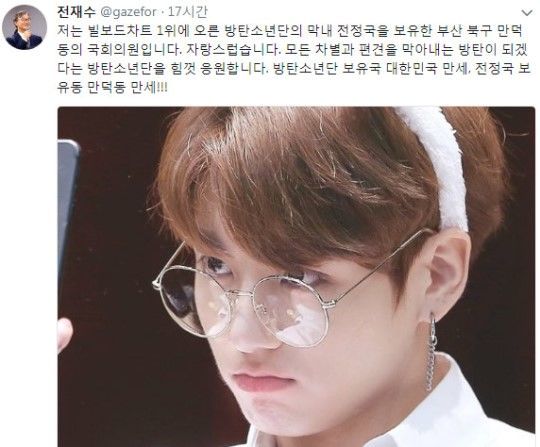 전재수 @gazefor · 17시간
저는 빌보드차트 1위에 오른 방탄소년단의 막내 전정국을 보유한 부산 북구 만덕
동의 국회의원입니다. 자랑스럽습니다. 모든 차별과 편견을 막아내는 방탄이 되겠
다는 방탄소년단을 힘껏 응원합니다. 방탄소년단 보유국 대한민국 만세, 전정국 보
유동 만덕동 만세!!!